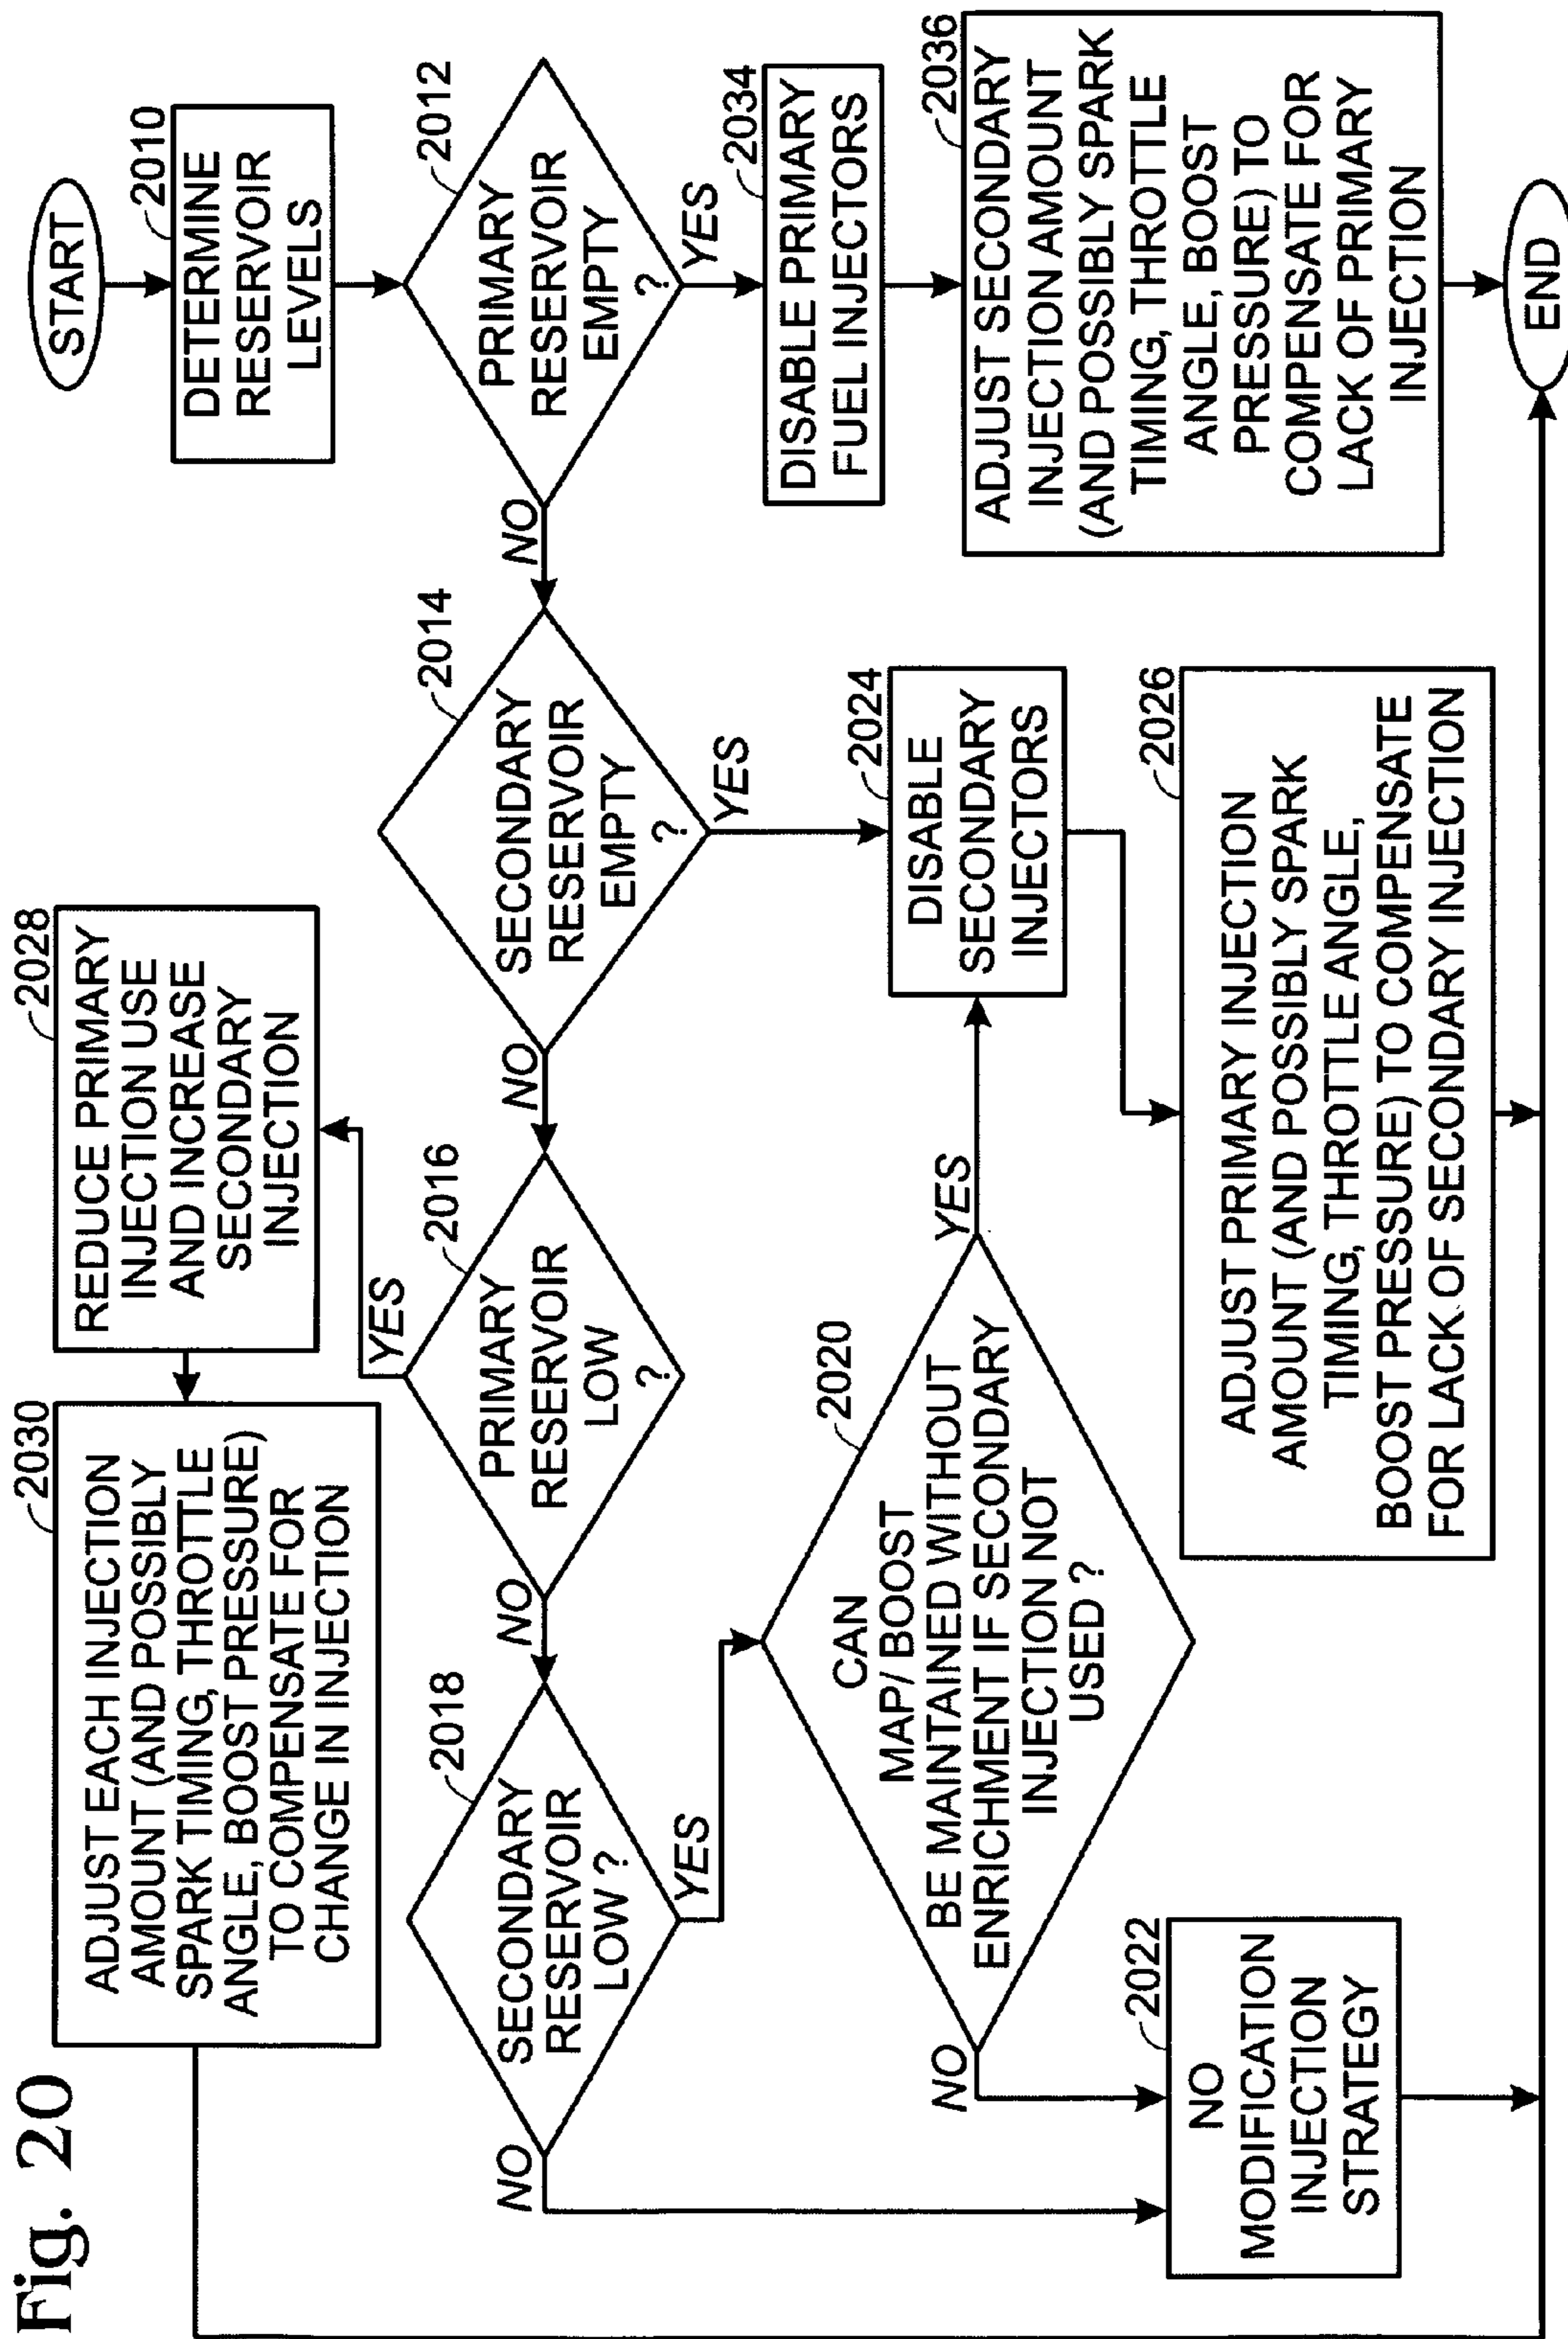 Fig. 20
START
2010
DETERMINE
RESERVOIR
LEVELS
2012
PRIMARY
RESERVOIR
EMPTY
?
YES
NO
2034
DISABLE PRIMARY
FUEL INJECTORS
2036
ADJUST SECONDARY
INJECTION AMOUNT
(AND POSSIBLY SPARK
TIMING, THROTTLE
ANGLE, BOOST
PRESSURE) TO
COMPENSATE FOR
LACK OF PRIMARY
INJECTION
END
2014
SECONDARY
RESERVOIR
EMPTY
?
YES
NO
2024
DISABLE
SECONDARY
INJECTORS
2026
ADJUST PRIMARY INJECTION
AMOUNT (AND POSSIBLY SPARK
TIMING, THROTTLE ANGLE,
BOOST PRESSURE) TO COMPENSATE
FOR LACK OF SECONDARY INJECTION
2016
PRIMARY
RESERVOIR
LOW
?
YES
NO
2028
REDUCE PRIMARY
INJECTION USE
AND INCREASE
SECONDARY
INJECTION
2030
ADJUST EACH INJECTION
AMOUNT (AND POSSIBLY
SPARK TIMING, THROTTLE
ANGLE, BOOST PRESSURE)
TO COMPENSATE FOR
CHANGE IN INJECTION
2018
SECONDARY
RESERVOIR
LOW ?
YES
NO
2020
CAN
MAP/ BOOST
BE MAINTAINED WITHOUT
ENRICHMENT IF SECONDARY
INJECTION NOT
USED ?
YES
NO
2022
NO
MODIFICATION
INJECTION
STRATEGY